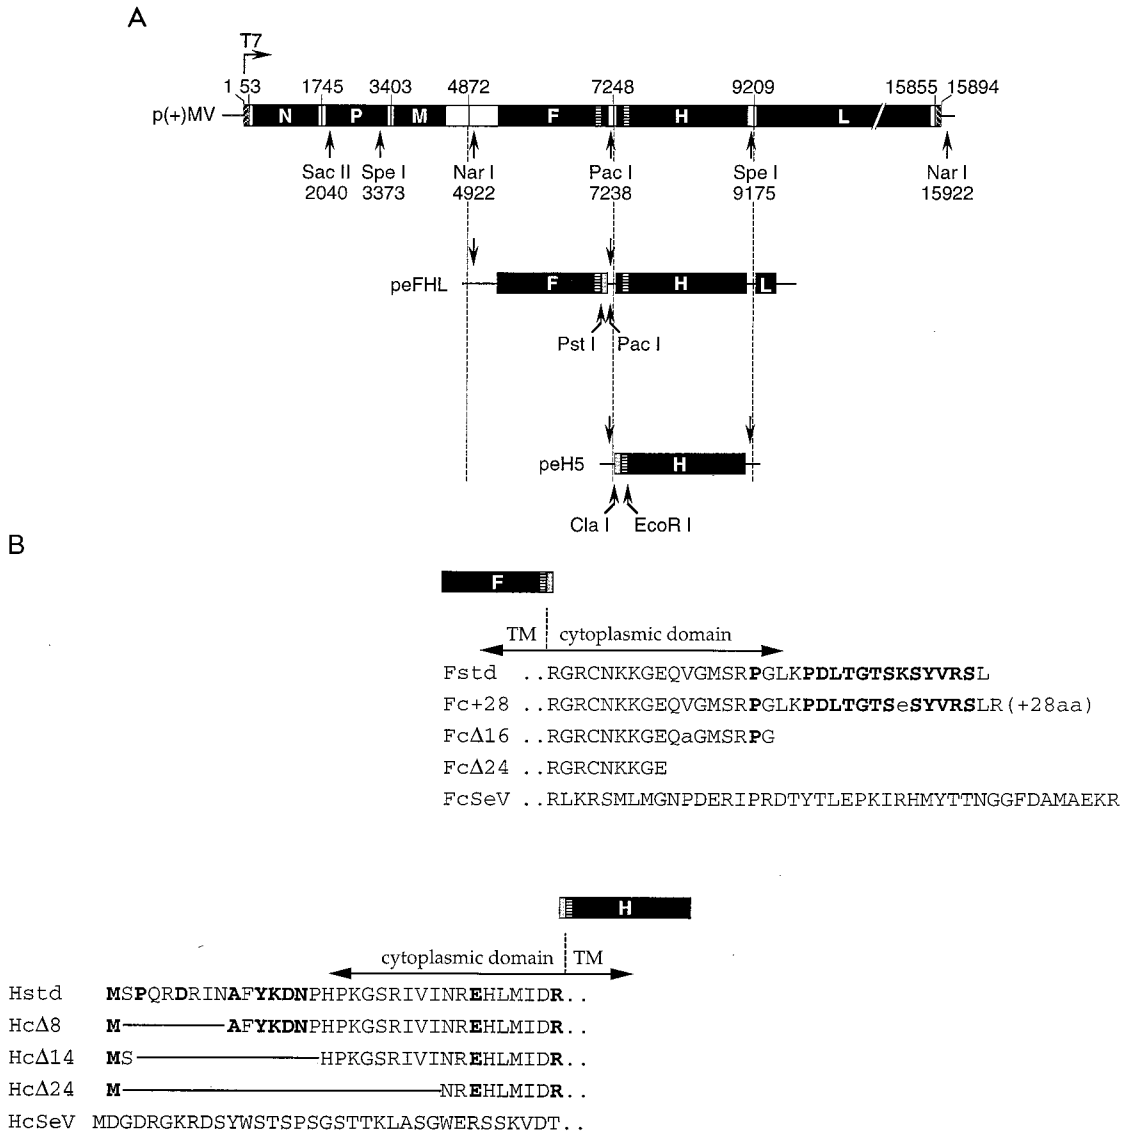 A
T7
1 53 1745 3403 4872 7248 9209 15855 15894
p(+)MV N P M F H L
Sac II Spe I Nar I Pac I Spe I Nar I
2040 3373 4922 7238 9175 15922
peFHL F H L
Pst I Pac I
peH5 H
Cla I EcoR I
B
F
TM cytoplasmic domain
Fstd ..RGRCNKKGEQVGMSRPGLKPDLTGTSKSYVRSL
Fc+28 ..RGRCNKKGEQVGMSRPGLKPDLTGTSeSYVRSLR(+28aa)
FcΔ16 ..RGRCNKKGEQaGMSRPG
FcΔ24 ..RGRCNKKGE
FcSeV ..RLKRSMLMGNPDERIPRDTYTLEPKIRHMYTTNGGFDAMAEKR
H
cytoplasmic domain TM
Hstd MSPQRDRINAFYKDNPHPKGSRIVINREHLMIDR..
HcΔ8 M AFYKDNPHPKGSRIVINREHLMIDR..
HcΔ14 MS HPKGSRIVINREHLMIDR..
HcΔ24 M NREHLMIDR..
HcSeV MDGDRGKRDSYWSTSPSGSTTKLASGWERSSKVDT..